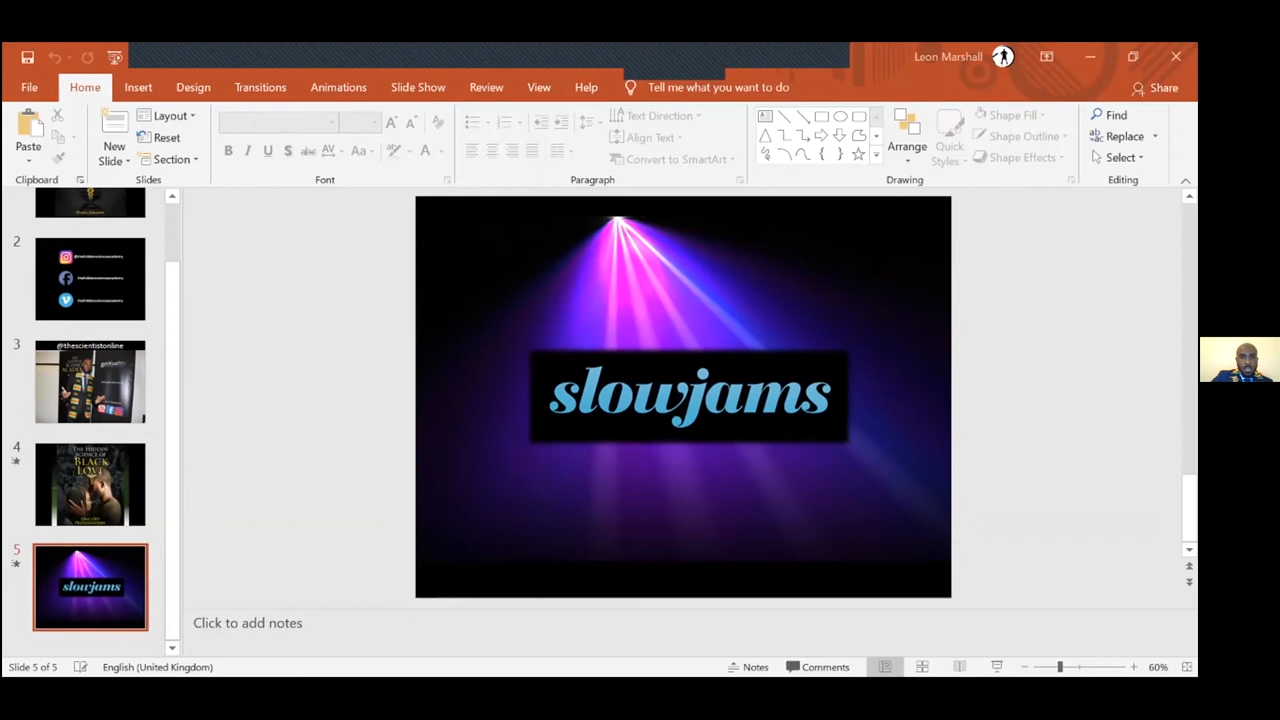 Leon Marshall
File Home Insert Design Transitions Animations Slide Show Review View Help Tell me what you want to do Share
Paste
Clipboard
New
Slide
Layout
Reset
Section
Slides
B I U S abc AV Aa A
Font
Text Direction
Align Text
Convert to SmartArt
Paragraph
Arrange
Quick
Styles
Shape Fill
Shape Outline
Shape Effects
Drawing
Find
Replace
Select
Editing
2
3
@thescientistonline
4
THE HIDDEN
SCIENCE OF
BLACK
LOVE
5
slowjams
slowjams
Click to add notes
Slide 5 of 5 English (United Kingdom) Notes Comments 60%